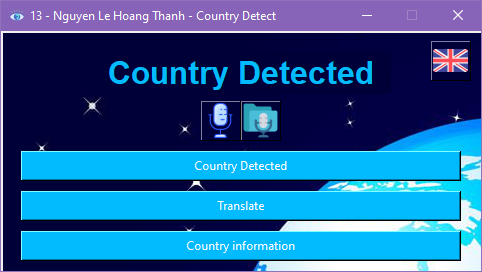 13 - Nguyen Le Hoang Thanh - Country Detect
Country Detected
Country Detected
Translate
Country information